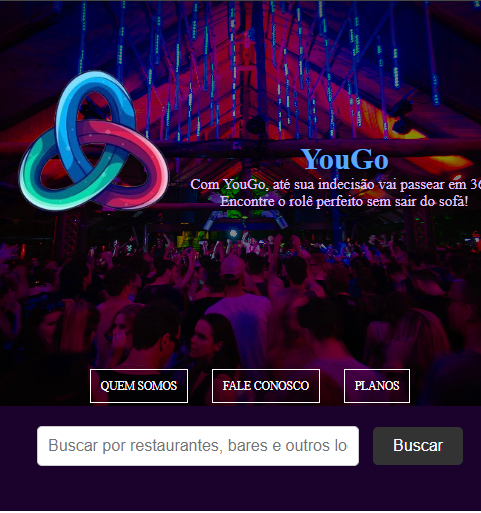 YouGo
Com YouGo, até sua indecisão vai passear em 36
Encontre o rolê perfeito sem sair do sofá!
QUEM SOMOS
FALE CONOSCO
PLANOS
Buscar por restaurantes, bares e outros lo
Buscar